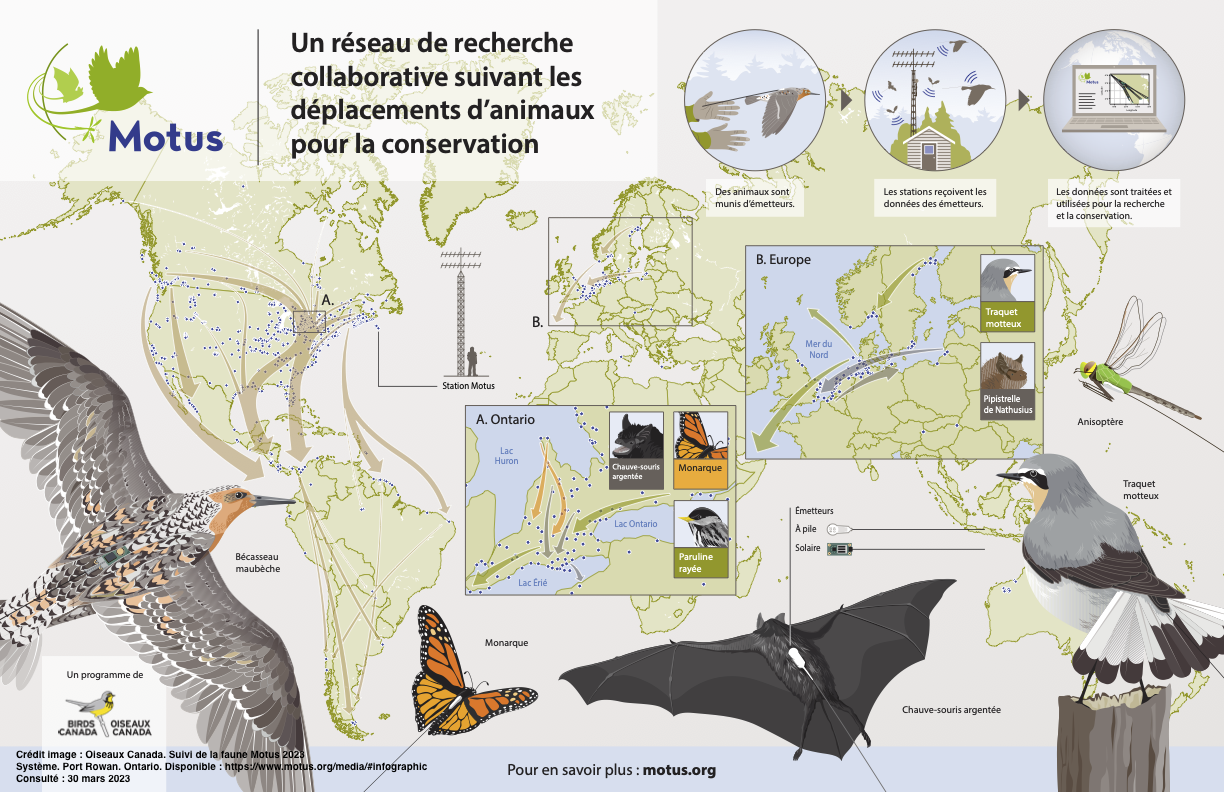 Motus
Un réseau de recherche
collaborative suivant les
déplacements d'animaux
pour la conservation
Des animaux sont
munis d'émetteurs.
Les stations reçoivent les
données des émetteurs.
Motus
Les données sont traitées et
utilisées pour la recherche
et la conservation.
A.
B.
Station Motus
B. Europe
Mer du
Nord
Traquet
motteux
Pipistrelle
de Nathusius
Anisoptère
A. Ontario
Lac
Huron
Chauve-souris
argentée
Monarque
Lac Ontario
Paruline
rayée
Lac Érié
Traquet
motteux
Émetteurs
À pile
Solaire
Bécasseau
maubèche
Monarque
Chauve-souris argentée
Un programme de
BIRDS CANADA
OISEAUX CANADA
Crédit image : Oiseaux Canada. Suivi de la faune Motus 2023
Système. Port Rowan. Ontario. Disponible : https://www.motus.org/media/#infographic
Consulté : 30 mars 2023
Pour en savoir plus : motus.org